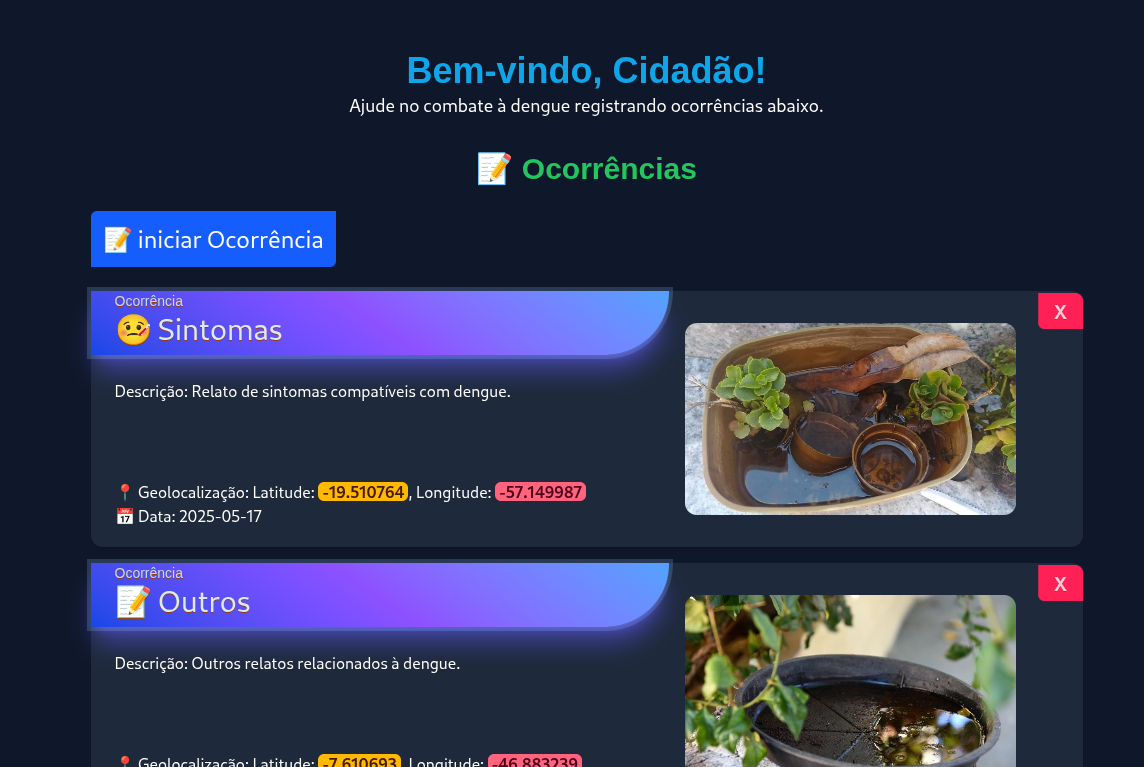 Bem-vindo, Cidadão!
Ajude no combate à dengue registrando ocorrências abaixo.
📝 Ocorrências
📝 iniciar Ocorrência
Ocorrência
🤒 Sintomas
X
Descrição: Relato de sintomas compatíveis com dengue.
📍 Geolocalização: Latitude: -19.510764, Longitude: -57.149987
📅 Data: 2025-05-17
Ocorrência
📝 Outros
X
Descrição: Outros relatos relacionados à dengue.
📍 Geolocalização: Latitude: -7.610693, Longitude: -46.883239